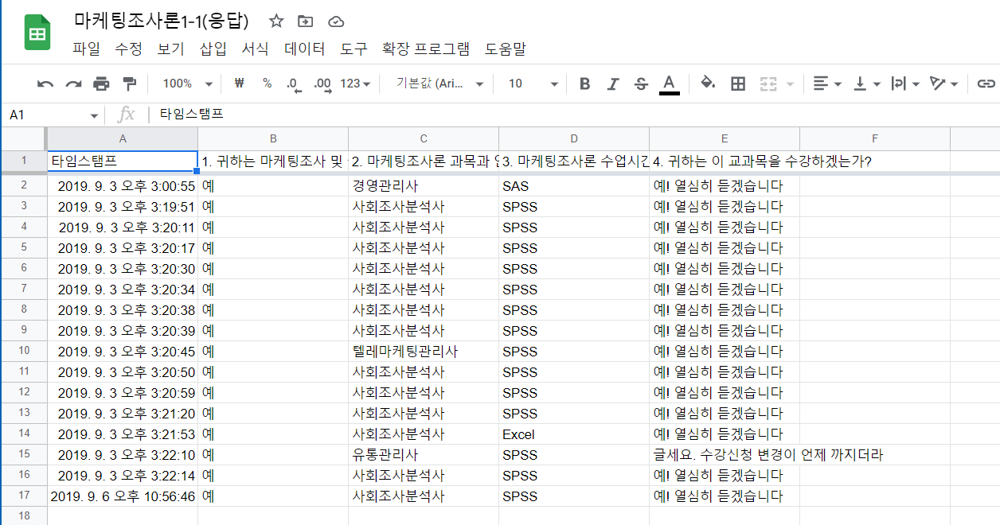 마케팅조사론1-1(응답)
파일 수정 보기 삽입 서식 데이터 도구 확장 프로그램 도움말
100% ₩ % .0 .00 123 기본값 (Ari... 10 B I S A
A1 fx 타임스탬프
A B C D E F
1 타임스탬프 1. 귀하는 마케팅조사 및 2. 마케팅조사론 과목과 3. 마케팅조사론 수업시간 4. 귀하는 이 교과목을 수강하겠는가?
2 2019. 9. 3 오후 3:00:55 예 경영관리사 SAS 예! 열심히 듣겠습니다
3 2019. 9. 3 오후 3:19:51 예 사회조사분석사 SPSS 예! 열심히 듣겠습니다
4 2019. 9. 3 오후 3:20:11 예 사회조사분석사 SPSS 예! 열심히 듣겠습니다
5 2019. 9. 3 오후 3:20:17 예 사회조사분석사 SPSS 예! 열심히 듣겠습니다
6 2019. 9. 3 오후 3:20:30 예 사회조사분석사 SPSS 예! 열심히 듣겠습니다
7 2019. 9. 3 오후 3:20:34 예 사회조사분석사 SPSS 예! 열심히 듣겠습니다
8 2019. 9. 3 오후 3:20:38 예 사회조사분석사 SPSS 예! 열심히 듣겠습니다
9 2019. 9. 3 오후 3:20:39 예 사회조사분석사 SPSS 예! 열심히 듣겠습니다
10 2019. 9. 3 오후 3:20:45 예 텔레마케팅관리사 SPSS 예! 열심히 듣겠습니다
11 2019. 9. 3 오후 3:20:50 예 사회조사분석사 SPSS 예! 열심히 듣겠습니다
12 2019. 9. 3 오후 3:20:59 예 사회조사분석사 SPSS 예! 열심히 듣겠습니다
13 2019. 9. 3 오후 3:21:20 예 사회조사분석사 SPSS 예! 열심히 듣겠습니다
14 2019. 9. 3 오후 3:21:53 예 사회조사분석사 Excel 예! 열심히 듣겠습니다
15 2019. 9. 3 오후 3:22:10 예 유통관리사 SPSS 글세요. 수강신청 변경이 언제 까지더라
16 2019. 9. 3 오후 3:22:14 예 사회조사분석사 SPSS 예! 열심히 듣겠습니다
17 2019. 9. 6 오후 10:56:46 예 사회조사분석사 SPSS 예! 열심히 듣겠습니다
18